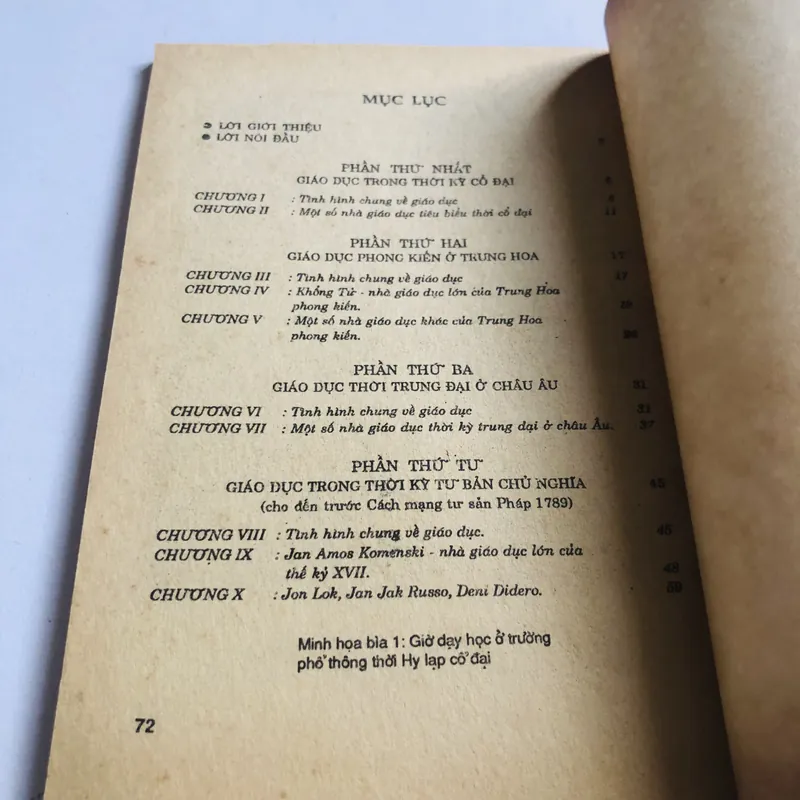 MỤC LỤC
LỜI GIỚI THIỆU
● LỜI NÓI ĐẦU
PHẦN THỨ NHẤT
GIÁO DỤC TRONG THỜI KỲ CỔ ĐẠI
CHƯƠNG I : Tình hình chung về giáo dục
CHƯƠNG II : Một số nhà giáo dục tiêu biểu thời cổ đại 11
PHẦN THỨ HAI
GIÁO DỤC PHONG KIẾN Ở TRUNG HOA 17
CHƯƠNG III : Tình hình chung về giáo dục 17
CHƯƠNG IV : Khổng Tử - nhà giáo dục lớn của Trung Hoa
phong kiến.
CHƯƠNG V : Một số nhà giáo dục khác của Trung Hoa
phong kiến. 26
PHẦN THỨ BA
GIÁO DỤC THỜI TRUNG ĐẠI Ở CHÂU ÂU 31
CHƯƠNG VI : Tình hình chung về giáo dục 31
CHƯƠNG VII : Một số nhà giáo dục thời kỳ trung đại ở châu Âu. 37
PHẦN THỨ TƯ
GIÁO DỤC TRONG THỜI KỲ TƯ BẢN CHỦ NGHĨA 45
(cho đến trước Cách mạng tư sản Pháp 1789)
CHƯƠNG VIII : Tình hình chung về giáo dục. 45
CHƯƠNG IX : Jan Amos Komenski - nhà giáo dục lớn của
thế kỷ XVII. 48
CHƯƠNG X : Jon Lok, Jan Jak Russo, Deni Didero. 59
Minh họa bìa 1: Giờ dạy học ở trường
phổ thông thời Hy lạp cổ đại
72